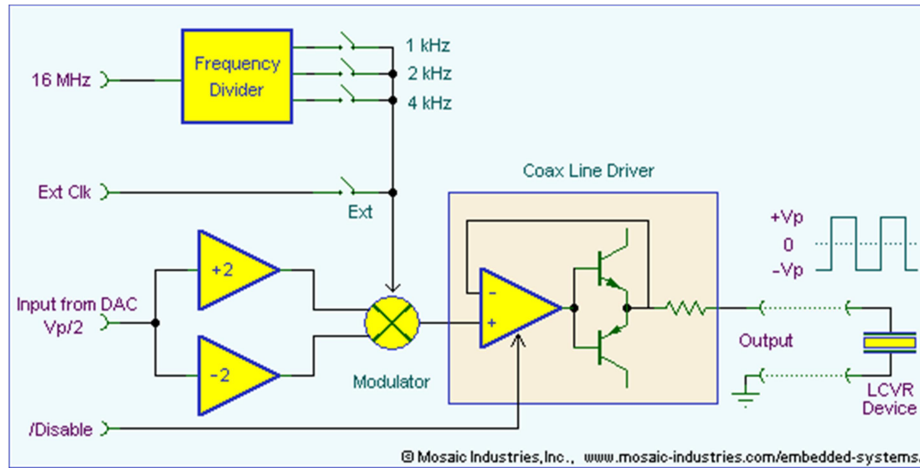 16 MHz
Frequency
Divider
1 kHz
2 kHz
4 kHz
Ext Clk
Ext
Coax Line Driver
+2
-2
Input from DAC
Vp/2
Modulator
-
+
+Vp
0
-Vp
Output
LCVR
Device
/Disable
© Mosaic Industries,Inc., www.mosaic-industries.com/embedded-systems